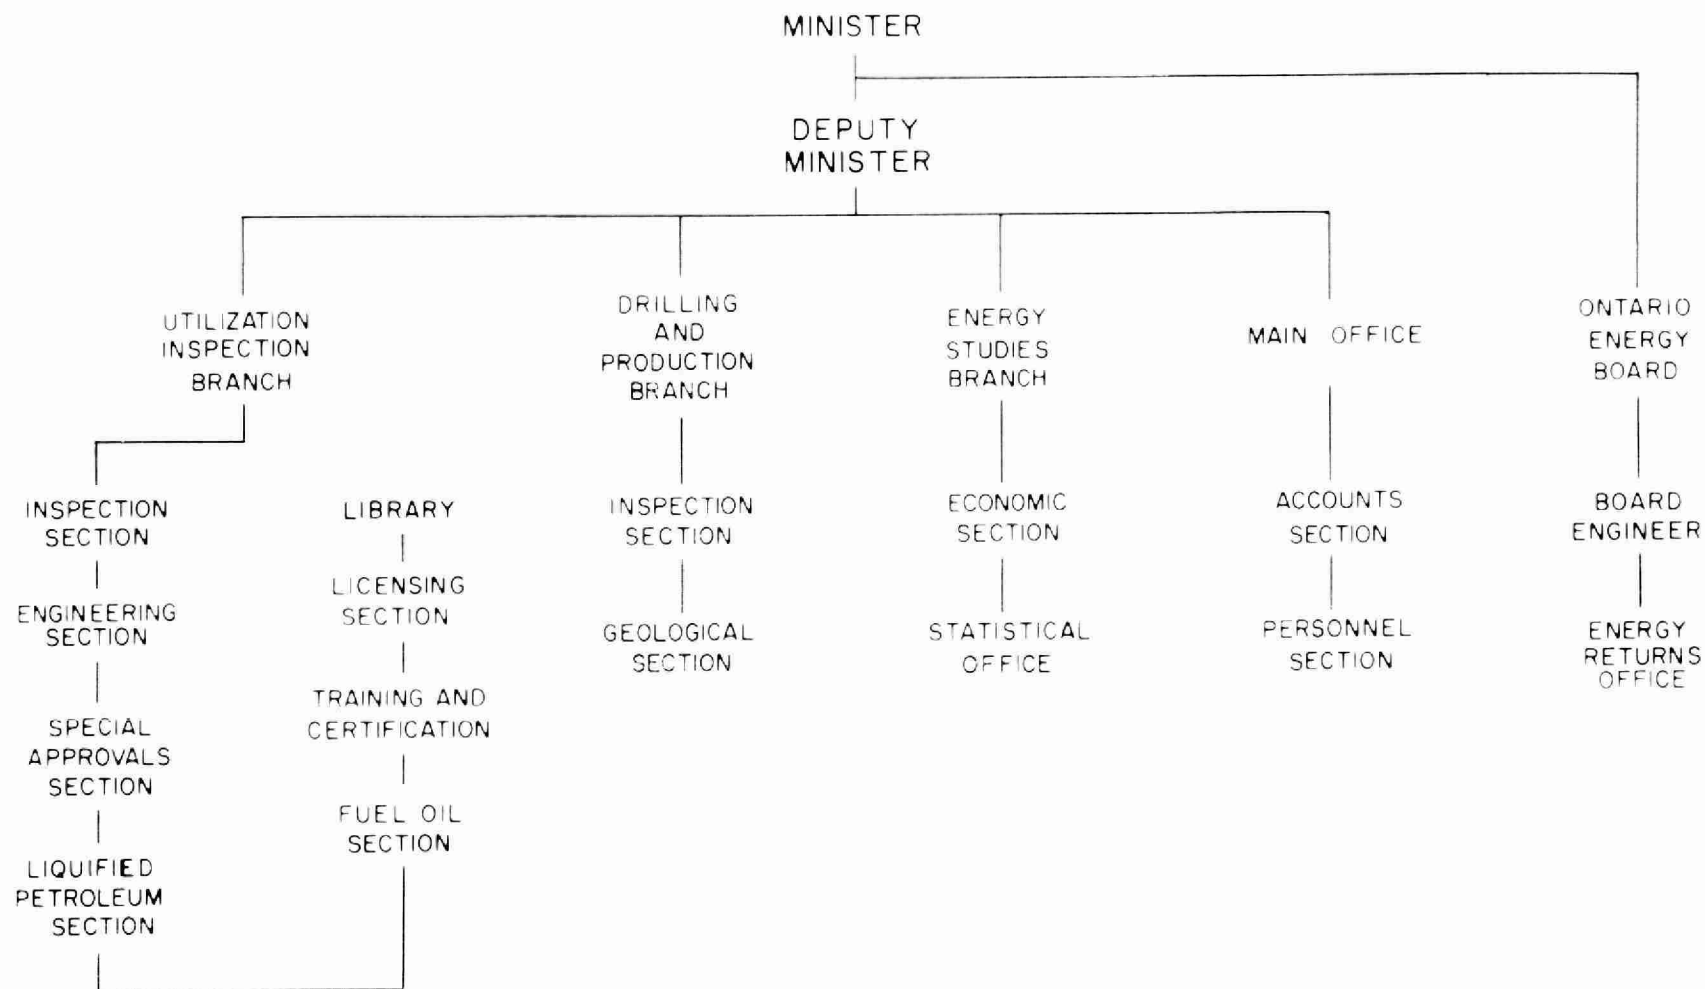 MINISTER
DEPUTY
MINISTER
UTILIZATION
INSPECTION
BRANCH
DRILLING
AND
PRODUCTION
BRANCH
ENERGY
STUDIES
BRANCH
MAIN OFFICE
ONTARIO
ENERGY
BOARD
INSPECTION
SECTION
ENGINEERING
SECTION
SPECIAL
APPROVALS
SECTION
LIQUIFIED
PETROLEUM
SECTION
LIBRARY
LICENSING
SECTION
TRAINING AND
CERTIFICATION
FUEL OIL
SECTION
INSPECTION
SECTION
GEOLOGICAL
SECTION
ECONOMIC
SECTION
STATISTICAL
OFFICE
ACCOUNTS
SECTION
PERSONNEL
SECTION
BOARD
ENGINEER
ENERGY
RETURNS
OFFICE